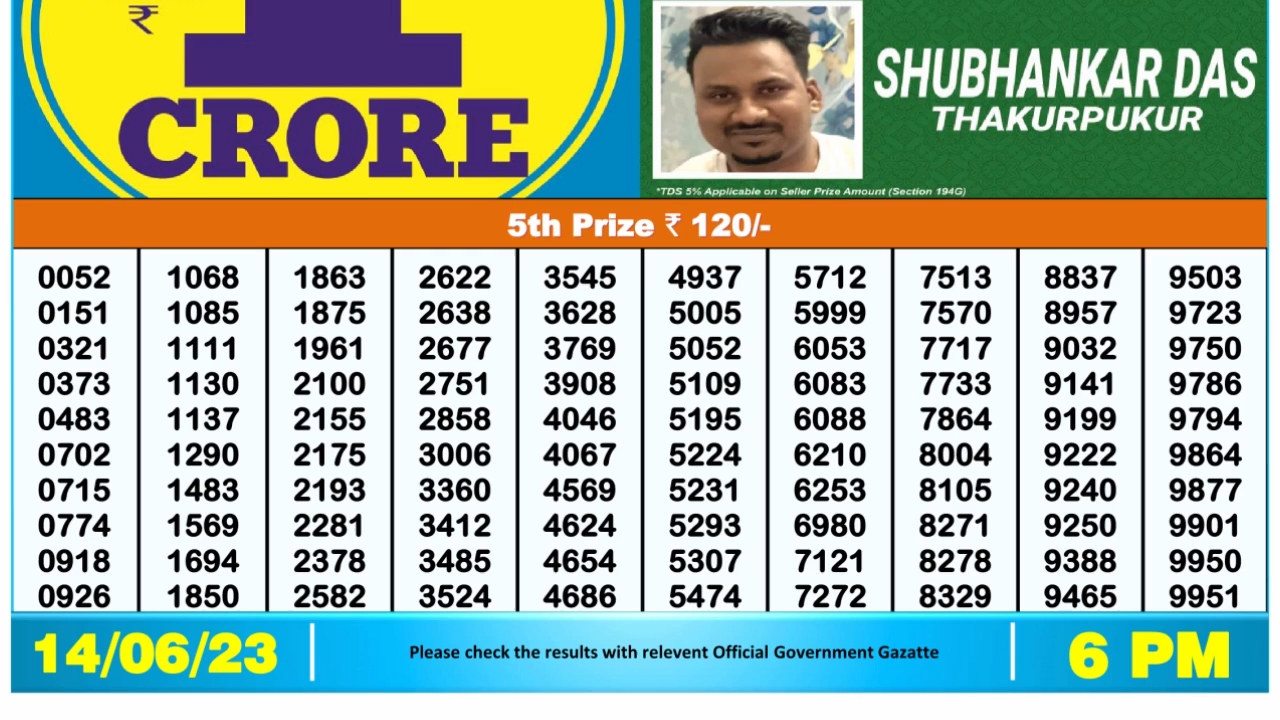 ₹
1
CRORE
SHUBHANKAR DAS
THAKURPUKUR
*TDS 5% Applicable on Seller Prize Amount (Section 194G)
5th Prize ₹ 120/-
0052 1068 1863 2622 3545 4937 5712 7513 8837 9503
0151 1085 1875 2638 3628 5005 5999 7570 8957 9723
0321 1111 1961 2677 3769 5052 6053 7717 9032 9750
0373 1130 2100 2751 3908 5109 6083 7733 9141 9786
0483 1137 2155 2858 4046 5195 6088 7864 9199 9794
0702 1290 2175 3006 4067 5224 6210 8004 9222 9864
0715 1483 2193 3360 4569 5231 6253 8105 9240 9877
0774 1569 2281 3412 4624 5293 6980 8271 9250 9901
0918 1694 2378 3485 4654 5307 7121 8278 9388 9950
0926 1850 2582 3524 4686 5474 7272 8329 9465 9951
14/06/23
Please check the results with relevent Official Government Gazatte
6 PM